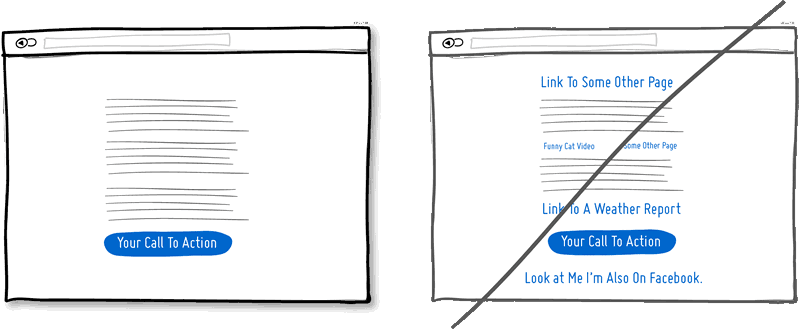 Your Call To Action
Link To Some Other Page
Funny Cat Video
Some Other Page
Link To A Weather Report
Your Call To Action
Look at Me I'm Also On Facebook.